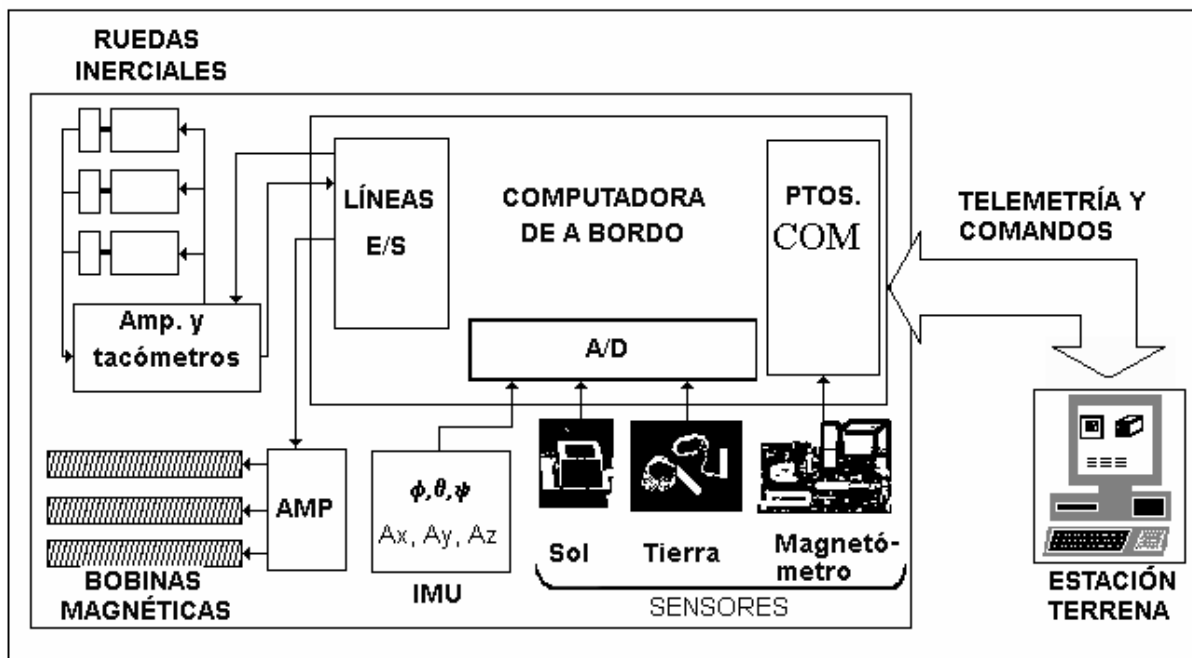 RUEDAS
INERCIALES
LÍNEAS
E/S
COMPUTADORA
DE A BORDO
PTOS.
COM
TELEMETRÍA Y
COMANDOS
Amp. y
tacómetros
A/D
AMP
ϕ,θ,ψ
Ax, Ay, Az
IMU
Sol
Tierra
Magnetó-
metro
SENSORES
BOBINAS
MAGNÉTICAS
ESTACIÓN
TERRENA